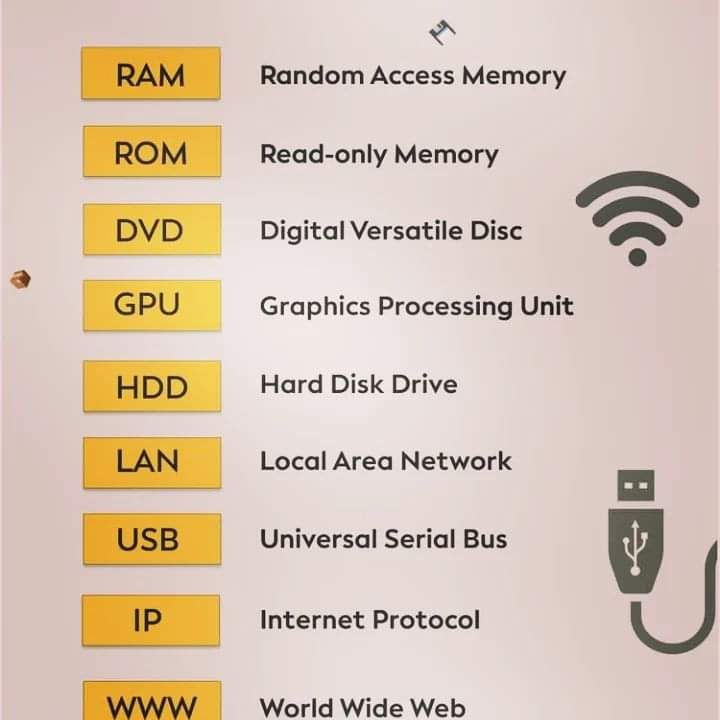 RAM Random Access Memory
ROM Read-only Memory
DVD Digital Versatile Disc
GPU Graphics Processing Unit
HDD Hard Disk Drive
LAN Local Area Network
USB Universal Serial Bus
IP Internet Protocol
WWW World Wide Web